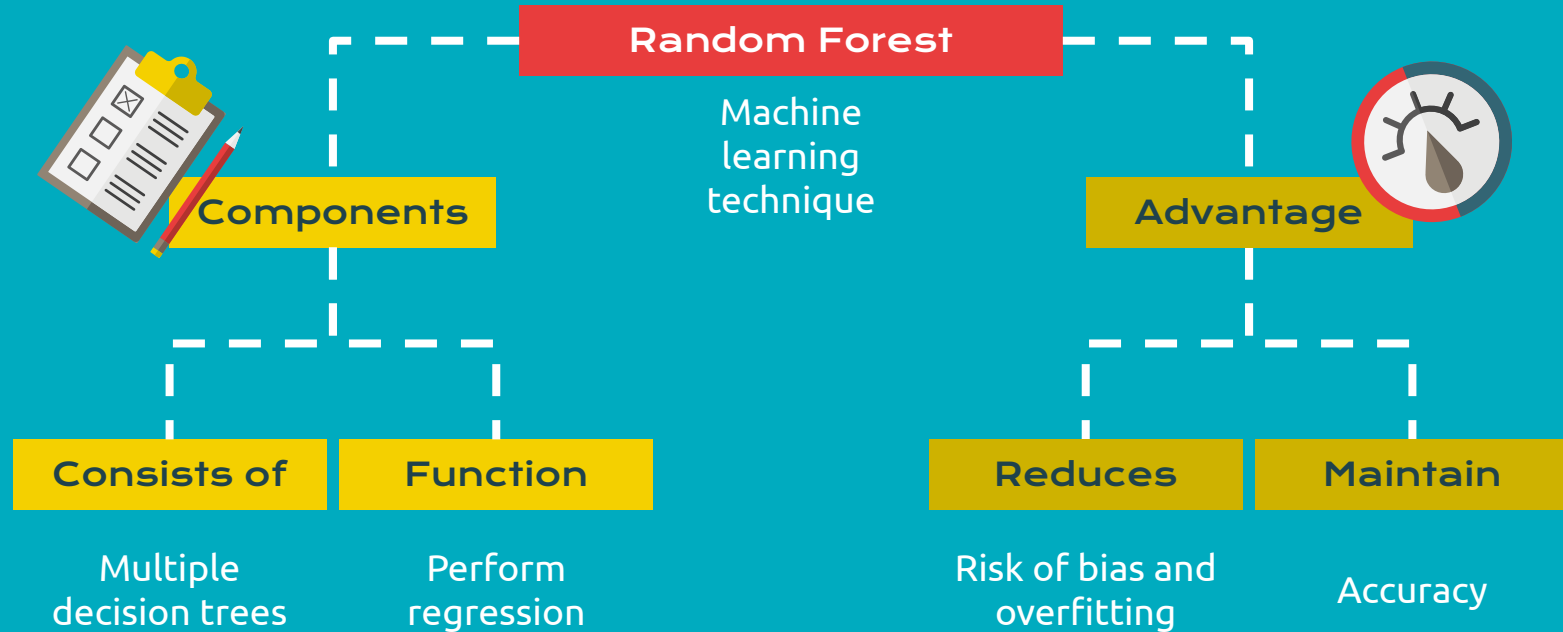 Random Forest
Machine
learning
technique
Components
Advantage
Consists of
Function
Reduces
Maintain
Multiple
decision trees
Perform
regression
Risk of bias and
overfitting
Accuracy